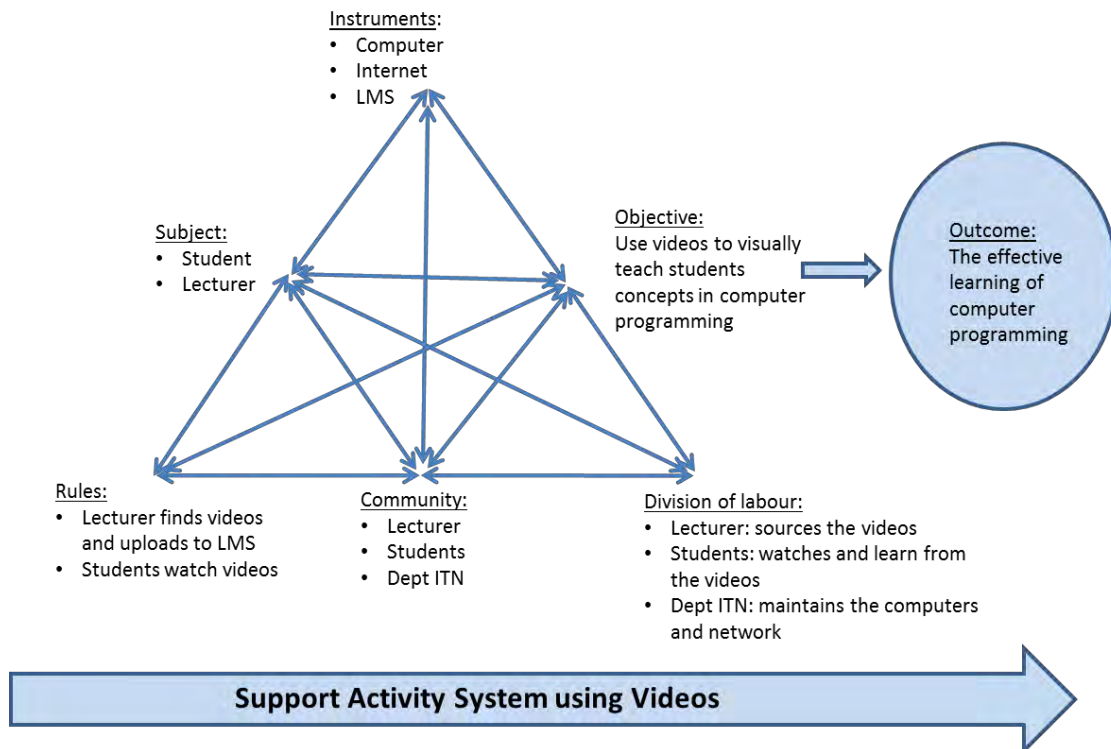 Instruments:
• Computer
• Internet
• LMS
Subject:
• Student
• Lecturer
Objective:
Use videos to visually
teach students
concepts in computer
programming
Outcome:
The effective
learning of
computer
programming
Rules:
• Lecturer finds videos
and uploads to LMS
• Students watch videos
Community:
• Lecturer
• Students
• Dept ITN
Division of labour:
• Lecturer: sources the videos
• Students: watches and learn from
the videos
• Dept ITN: maintains the computers
and network
Support Activity System using Videos